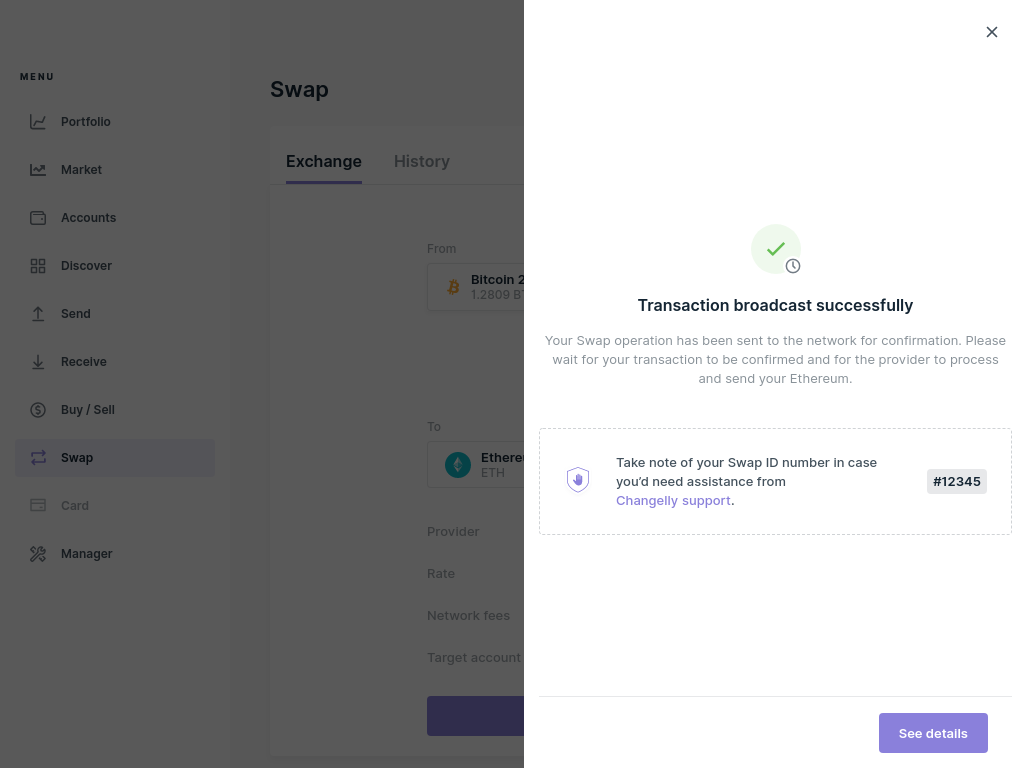 MENU
Portfolio
Market
Accounts
Discover
Send
Receive
Buy / Sell
Swap
Card
Manager
Swap
Exchange
History
From
Bitcoin 2
1.2809
To
ETH
Provider
Rate
Network fees
Target account
Transaction broadcast successfully
Your Swap operation has been sent to the network for confirmation. Please
wait for your transaction to be confirmed and for the provider to process
and send your Ethereum.
Take note of your Swap ID number in case
you’d need assistance from
Changelly support.
#12345
See details